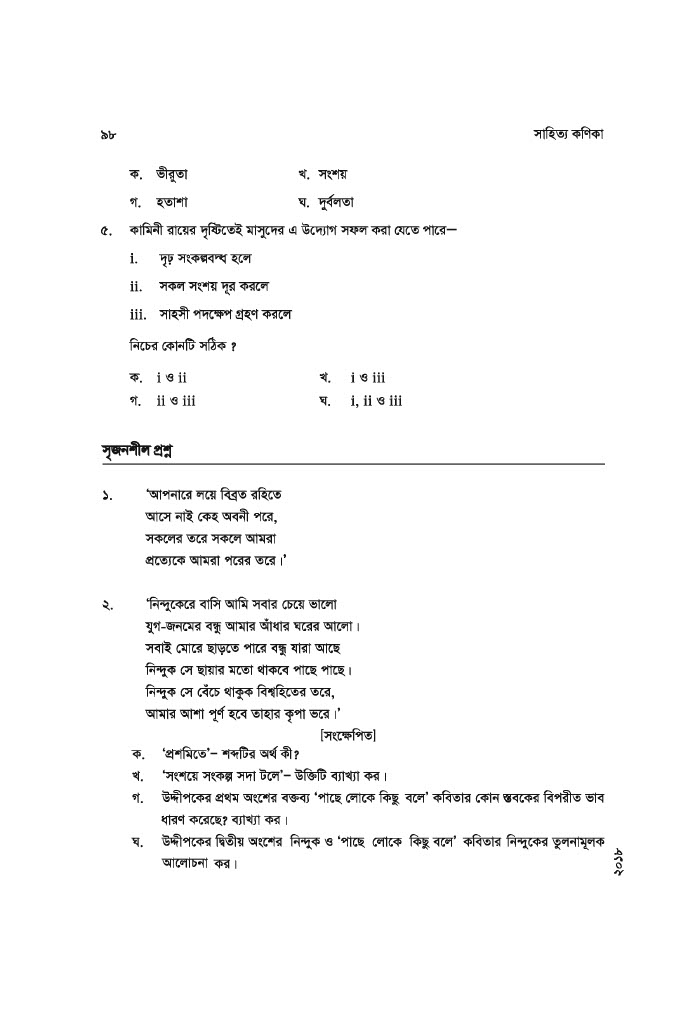 ৯৮ সাহিত্য কণিকা
ক. ভীরুতা খ. সংশয়
গ. হতাশা ঘ. দুর্বলতা
৫. কামিনী রায়ের দৃষ্টিতেই মাসুদের এ উদ্যোগ সফল করা যেতে পারে—
i. দৃঢ় সংকল্পবদ্ধ হলে
ii. সকল সংশয় দূর করলে
iii. সাহসী পদক্ষেপ গ্রহণ করলে
নিচের কোনটি সঠিক ?
ক. i ও ii খ. i ও iii
গ. ii ও iii ঘ. i, ii ও iii
সৃজনশীল প্রশ্ন
১. ‘আপনারে লয়ে বিব্রত রহিতে
আসে নাই কেহ অবনী পরে,
সকলের তরে সকলে আমরা
প্রত্যেকে আমরা পরের তরে।’
২. ‘নিন্দুকেরে বাসি আমি সবার চেয়ে ভালো
যুগ-জনমের বন্ধু আমার আঁধার ঘরের আলো।
সবাই মোরে ছাড়তে পারে বন্ধু যারা আছে
নিন্দুক সে ছায়ার মতো থাকবে পাছে পাছে।
নিন্দুক সে বেঁচে থাকুক বিশ্বহিতের তরে,
আমার আশা পূর্ণ হবে তাহার কৃপা ভরে।’
[সংক্ষেপিত]
ক. ‘প্রশমিতে’– শব্দটির অর্থ কী?
খ. ‘সংশয়ে সংকল্প সদা টলে’– উক্তিটি ব্যাখ্যা কর।
গ. উদ্দীপকের প্রথম অংশের বক্তব্য ‘পাছে লোকে কিছু বলে’ কবিতার কোন স্তবকের বিপরীত ভাব
ধারণ করেছে? ব্যাখ্যা কর।
ঘ. উদ্দীপকের দ্বিতীয় অংশের নিন্দুক ও ‘পাছে লোকে কিছু বলে’ কবিতার নিন্দুকের তুলনামূলক
আলোচনা কর।
২০১৮